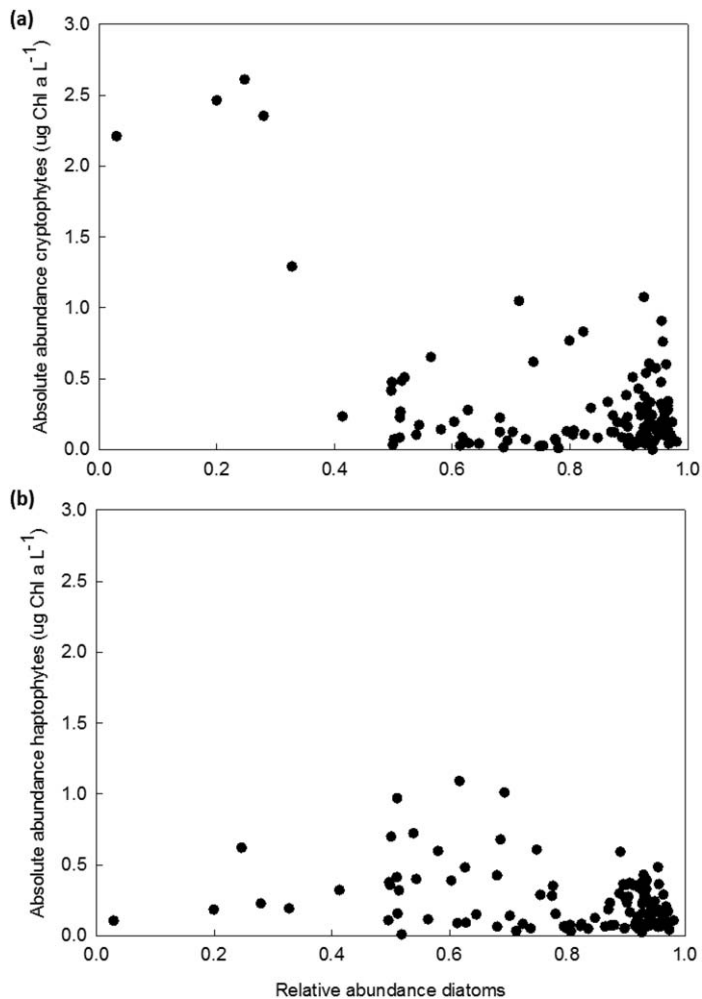 (a)
Absolute abundance cryptophytes (ug Chl a L-1)
3.0
2.5
2.0
1.5
1.0
0.5
0.0
0.0 0.2 0.4 0.6 0.8 1.0
(b)
Absolute abundance haptophytes (ug Chl a L-1)
3.0
2.5
2.0
1.5
1.0
0.5
0.0
0.0 0.2 0.4 0.6 0.8 1.0
Relative abundance diatoms